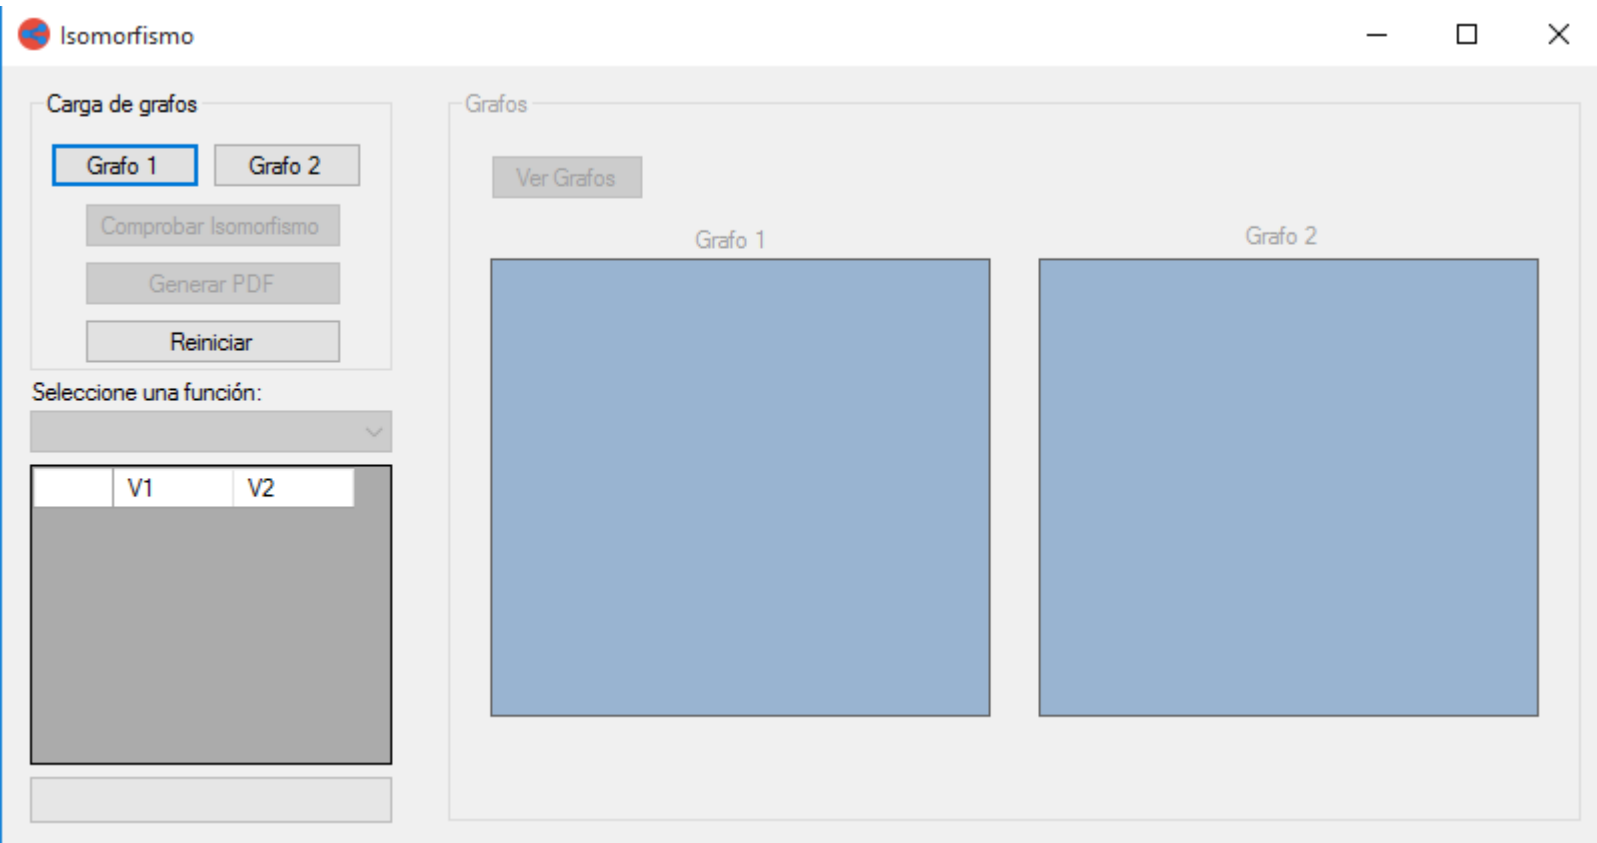 Isomorfismo
Carga de grafos
Grafo 1
Grafo 2
Comprobar Isomorfismo
Generar PDF
Reiniciar
Seleccione una función:
V1
V2
Grafos
Ver Grafos
Grafo 1
Grafo 2